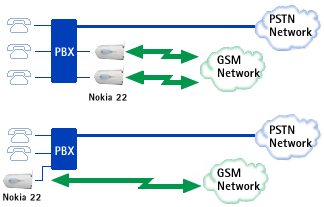 PSTN
Network
PBX
GSM
Network
Nokia 22
PSTN
Network
PBX
GSM
Network
Nokia 22